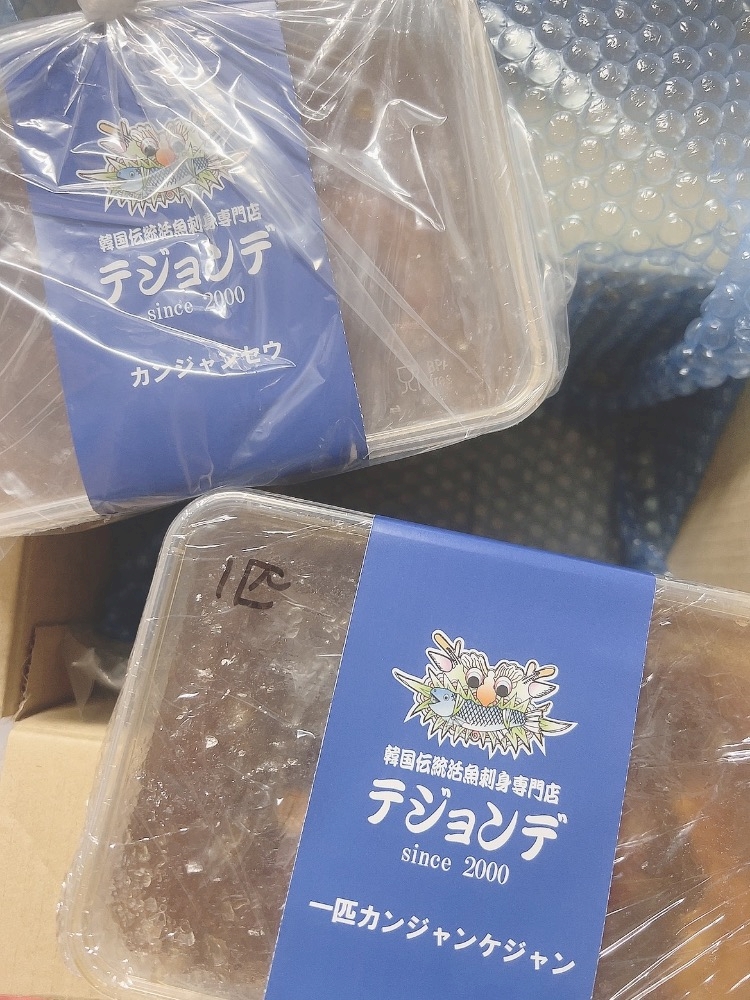 韓国伝統活魚刺身専門店
テジョンデ
since 2000
カンジャンセウ
1匹
韓国伝統活魚刺身専門店
テジョンデ
since 2000
一匹カンジャンケジャン